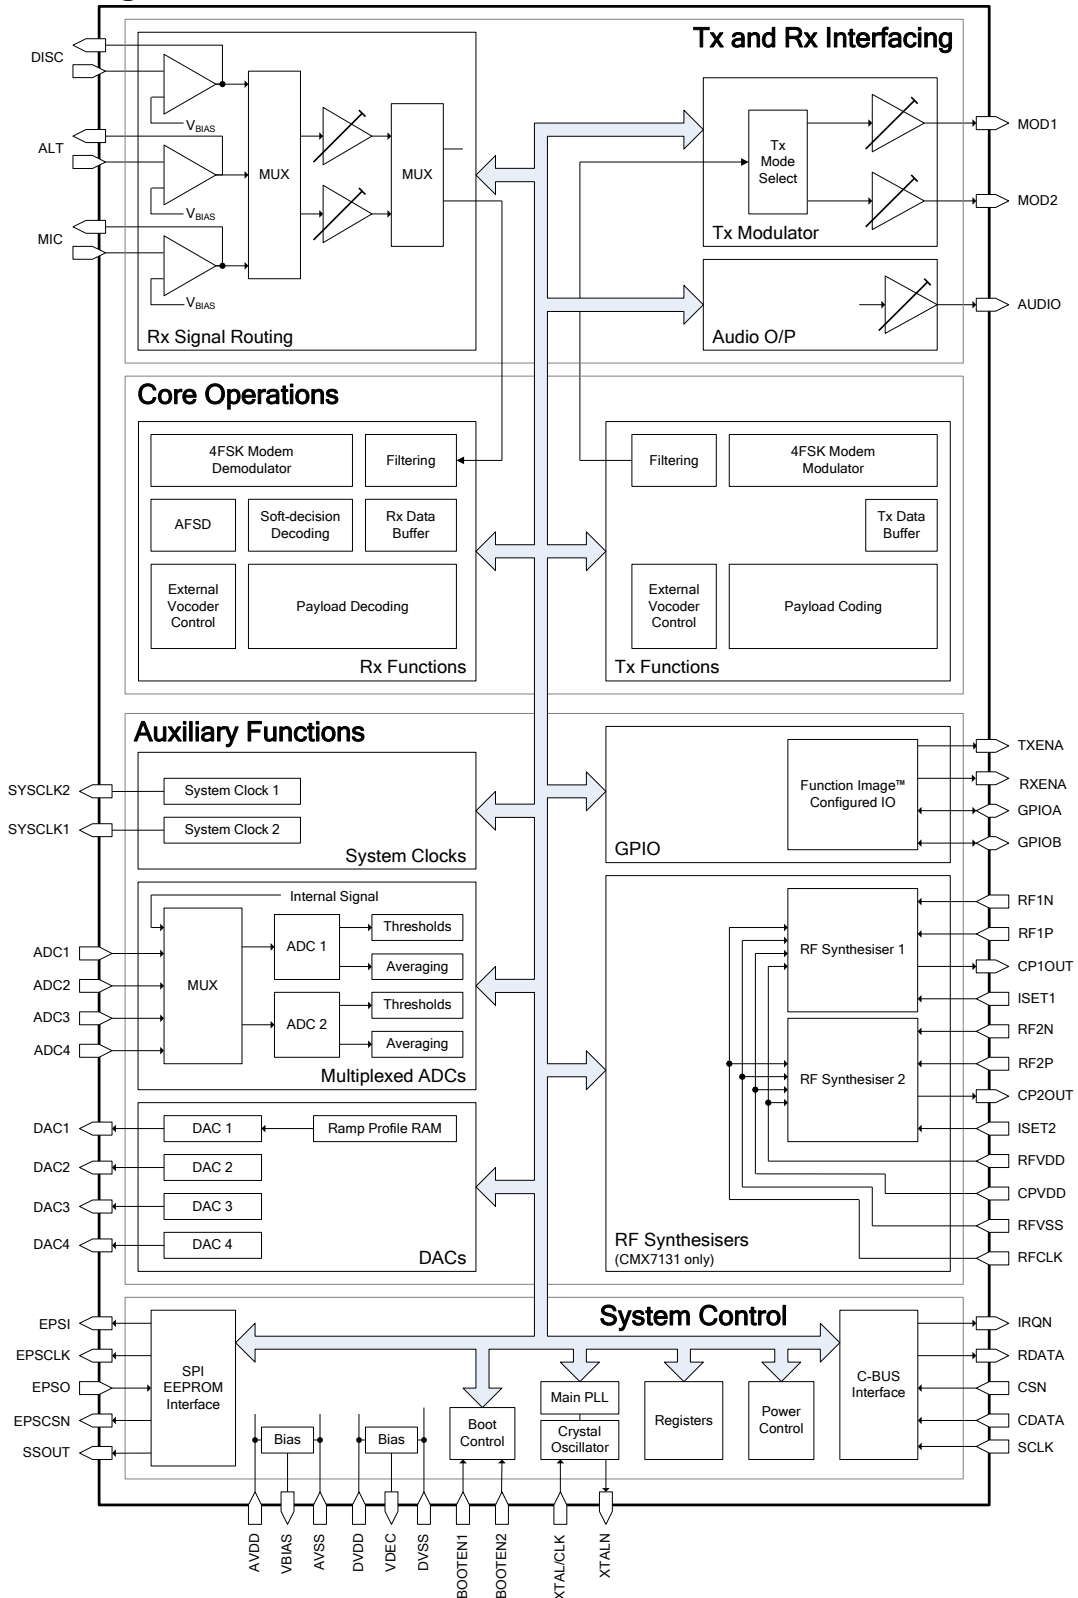 Tx and Rx Interfacing
DISC
VBIAS
ALT
VBIAS
MIC
VBIAS
MUX
MUX
Rx Signal Routing
Tx
Mode
Select
Tx Modulator
MOD1
MOD2
Audio O/P
AUDIO
Core Operations
4FSK Modem
Demodulator
Filtering
AFSD
Soft-decision
Decoding
Rx Data
Buffer
External
Vocoder
Control
Payload Decoding
Rx Functions
Filtering
4FSK Modem
Modulator
Tx Data
Buffer
External
Vocoder
Control
Payload Coding
Tx Functions
Auxiliary Functions
SYSCLK2
System Clock 1
SYSCLK1
System Clock 2
System Clocks
Function Image™
Configured IO
GPIO
TXENA
RXENA
GPIOA
GPIOB
Internal Signal
ADC1
ADC2
ADC3
ADC4
MUX
ADC 1
Thresholds
Averaging
ADC 2
Thresholds
Averaging
Multiplexed ADCs
DAC1
DAC 1
Ramp Profile RAM
DAC2
DAC 2
DAC3
DAC 3
DAC4
DAC 4
DACs
RF Synthesiser 1
RF Synthesiser 2
RF Synthesisers
(CMX7131 only)
RF1N
RF1P
CP1OUT
ISET1
RF2N
RF2P
CP2OUT
ISET2
RFVDD
CPVDD
RFVSS
RFCLK
System Control
EPSI
EPSCLK
EPSO
EPSCSN
SSOUT
SPI
EEPROM
Interface
Bias
Bias
Boot
Control
Main PLL
Crystal
Oscillator
Registers
Power
Control
C-BUS
Interface
IRQN
RDATA
CSN
CDATA
SCLK
AVDD
VBIAS
AVSS
DVDD
VDEC
DVSS
BOOTEN1
BOOTEN2
XTAL/CLK
XTALN